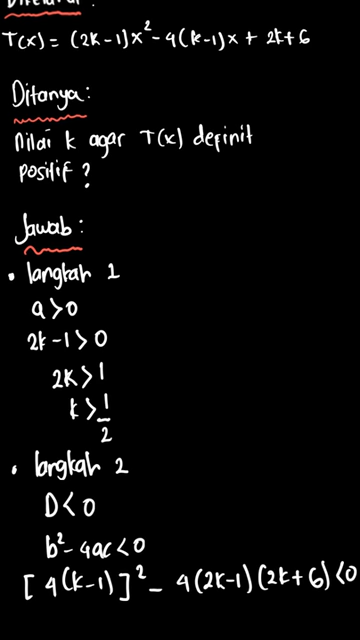 T(x) = (2k-1)x² - 4(k-1)x + 2k+6
Ditanya:
Nilai k agar T(x) definit
positif?
Jawab:
• langkah 1
a>0
2k-1>0
2k>1
k>1/2
• langkah 2
D<0
b²-4ac<0
[4(k-1)]² - 4(2k-1)(2k+6)<0